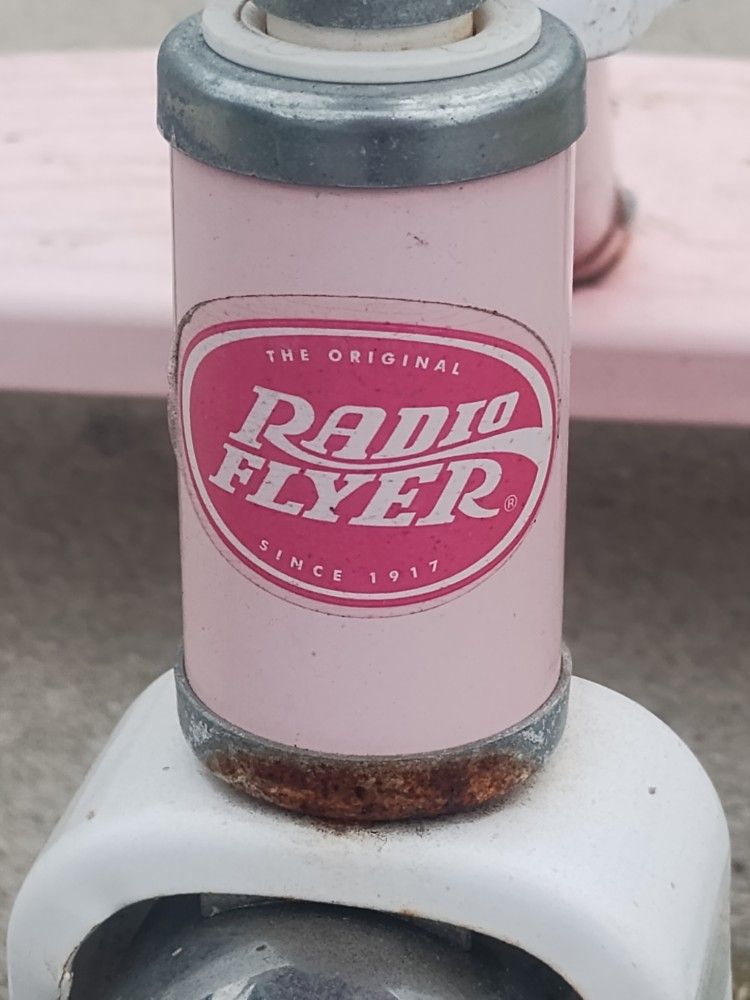 THE ORIGINAL
RADIO
FLYER®
SINCE 1917